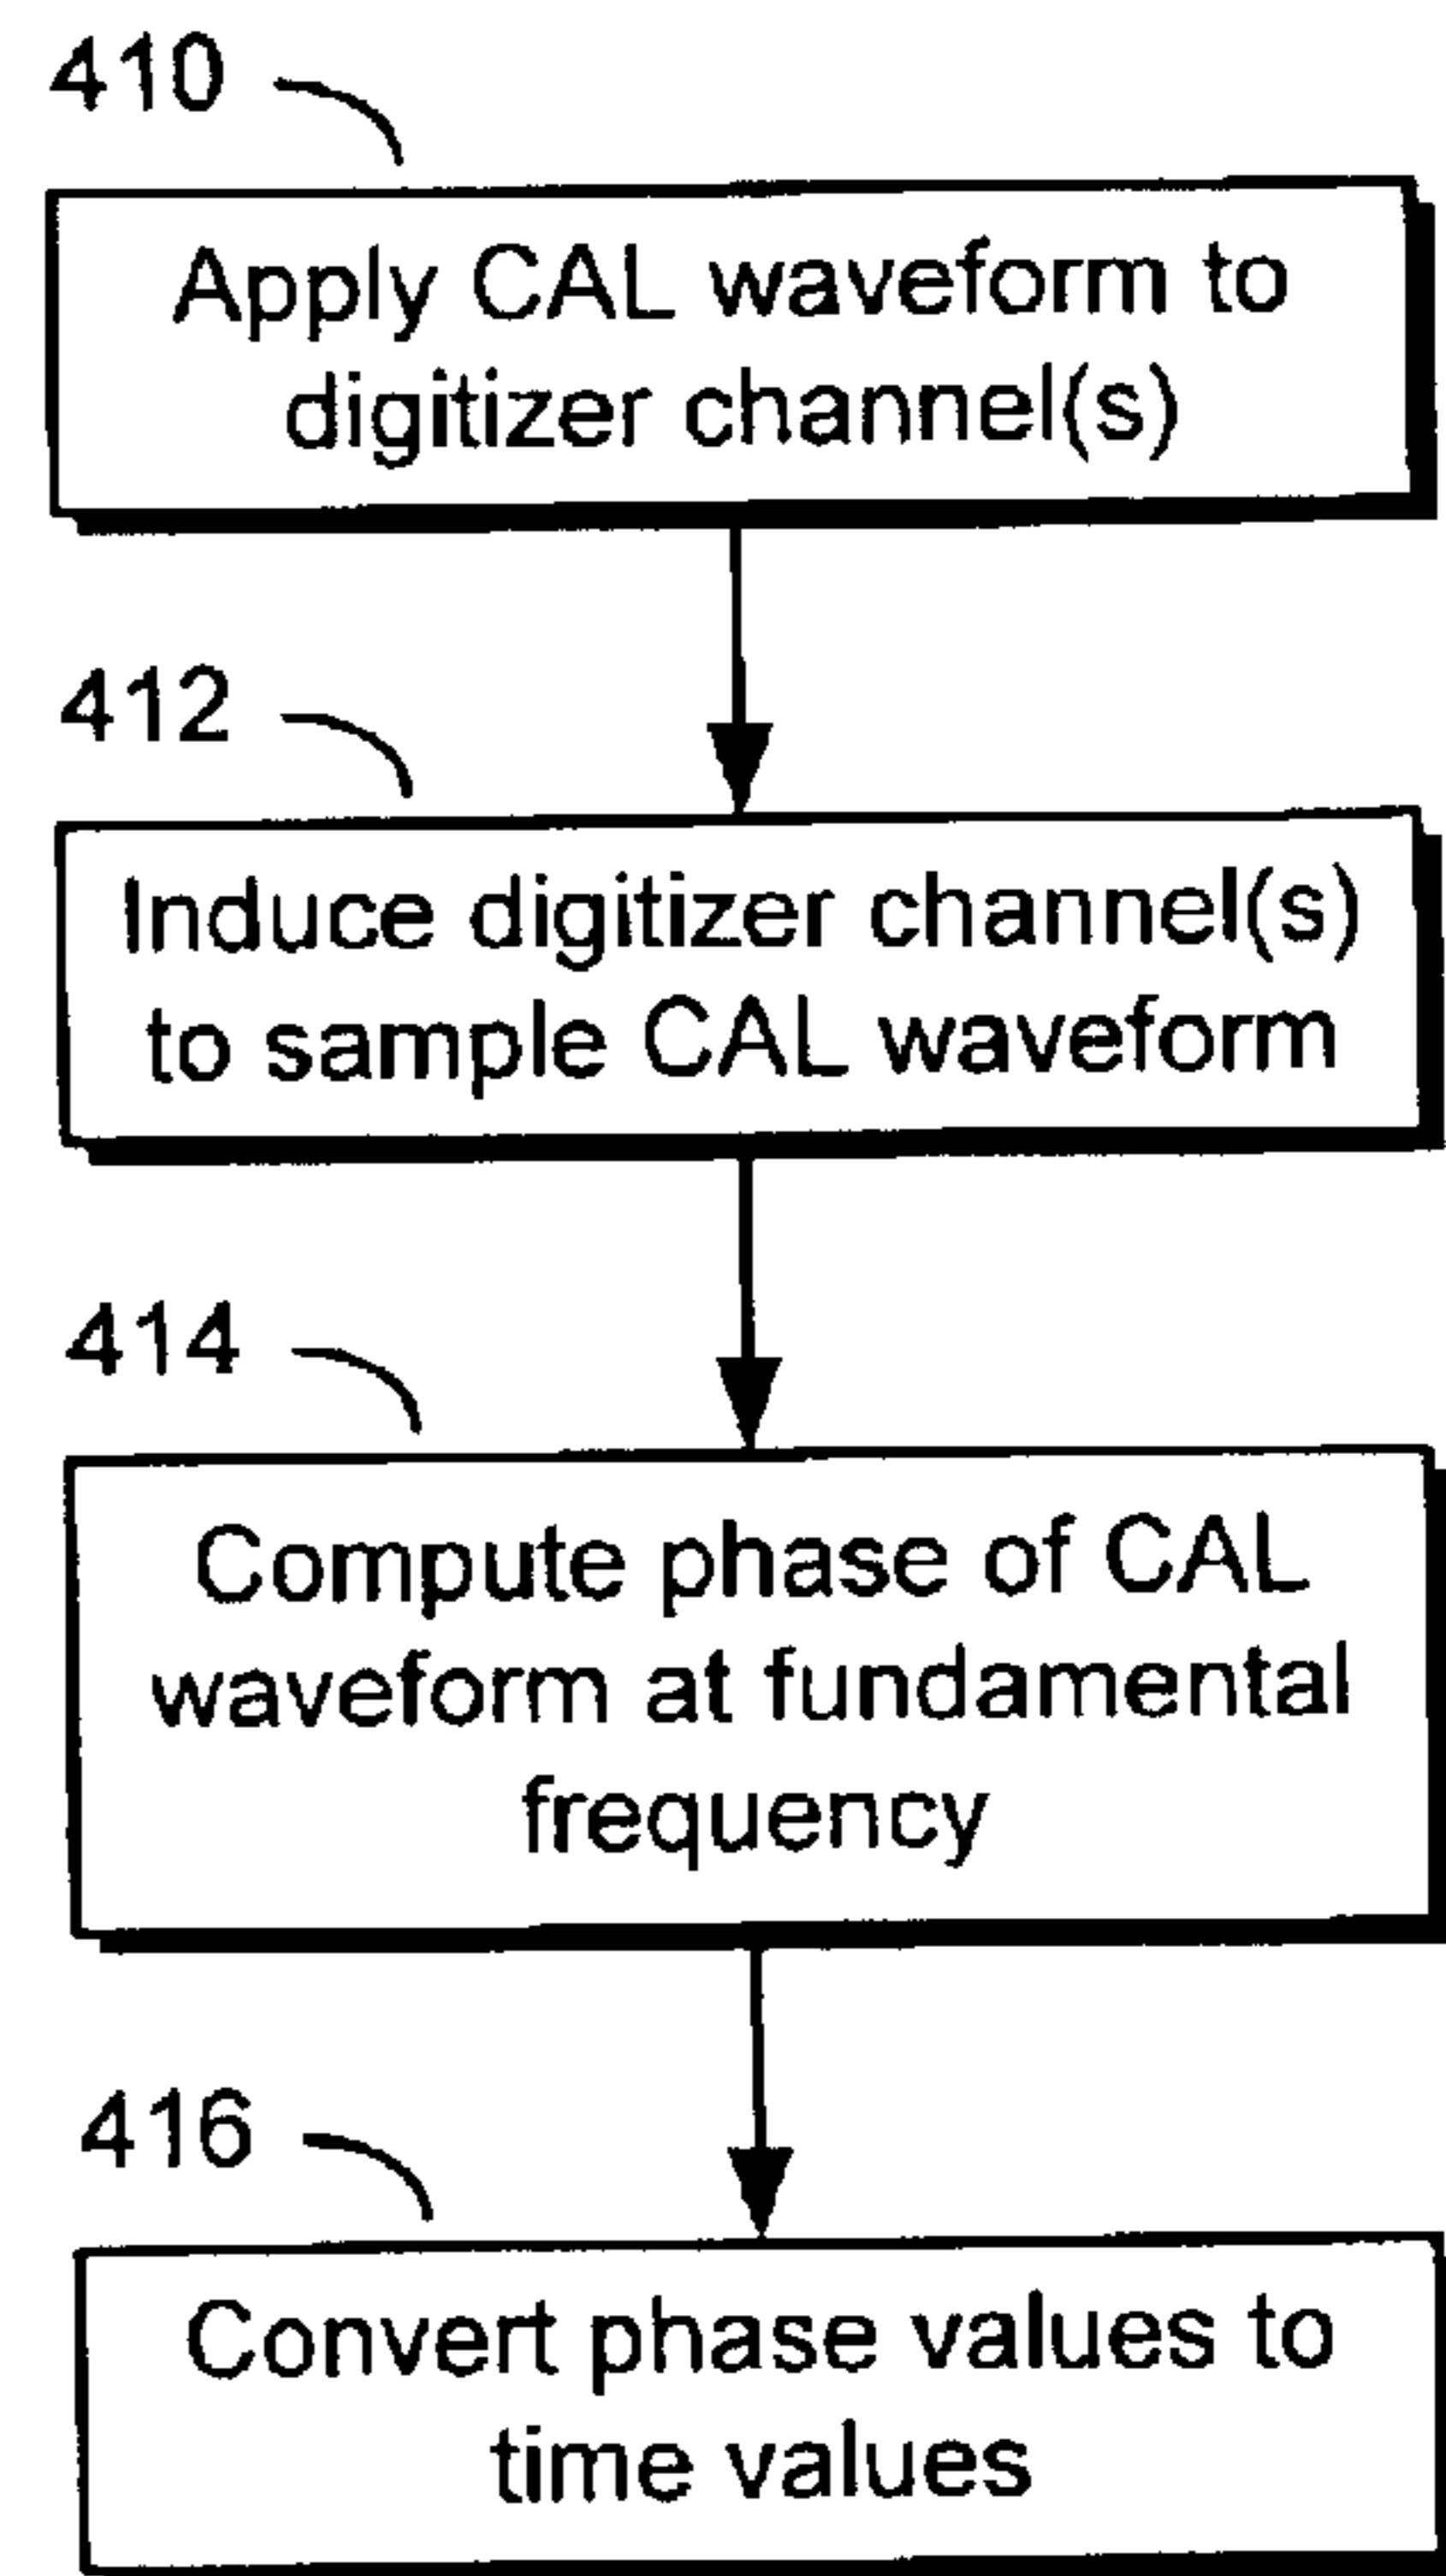 410
Apply CAL waveform to
digitizer channel(s)
412
Induce digitizer channel(s)
to sample CAL waveform
414
Compute phase of CAL
waveform at fundamental
frequency
416
Convert phase values to
time values